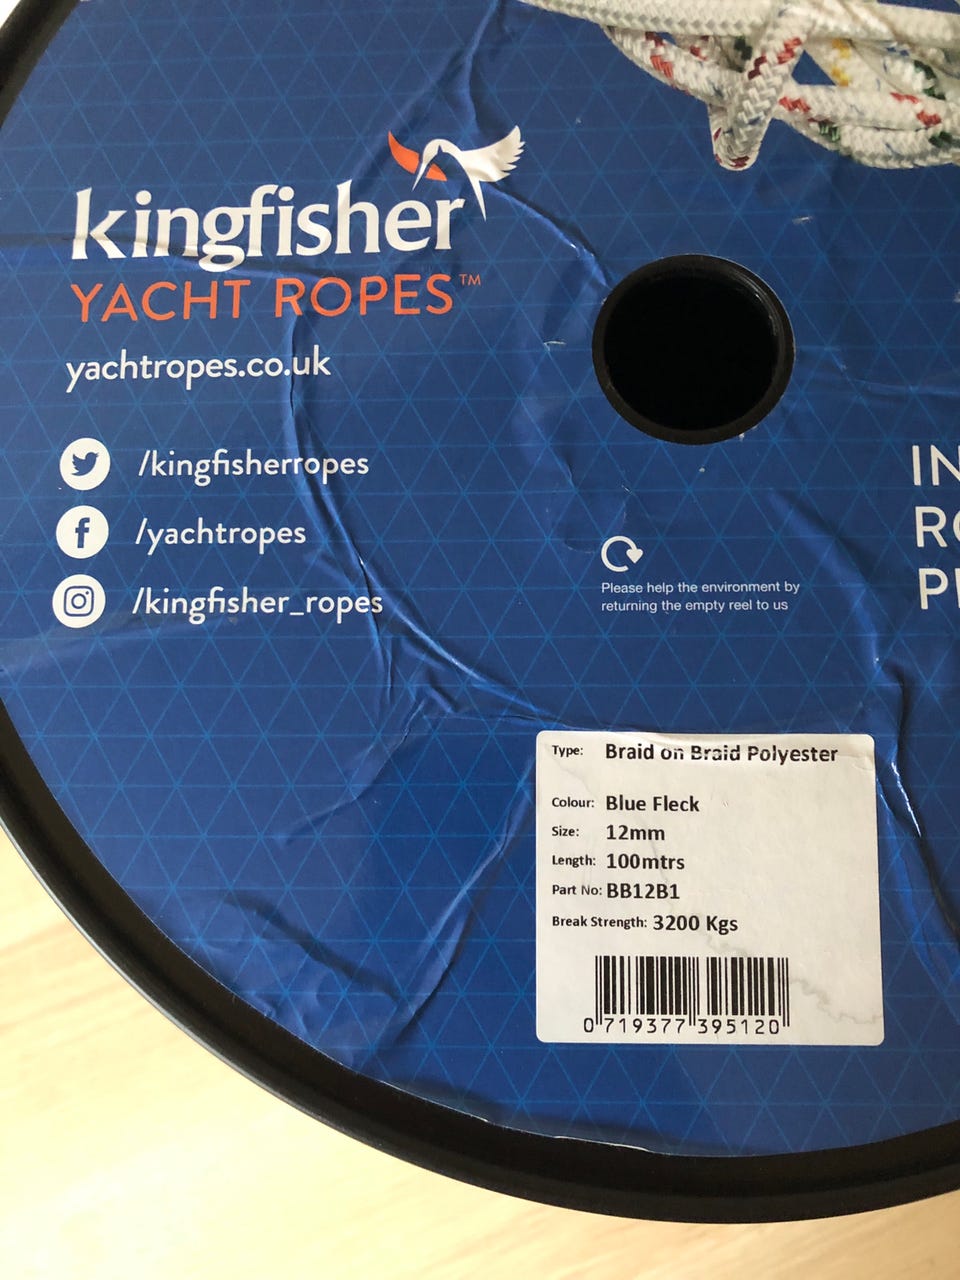 kingfisher
YACHT ROPES™
yachtropes.co.uk
/kingfisherropes
/yachtropes
/kingfisher_ropes
Please help the environment by
returning the empty reel to us
IN
Type: Braid on Braid Polyester
Colour: Blue Fleck
Size: 12mm
Length: 100mtrs
Part No: BB12B1
Break Strength: 3200 Kgs
0 719377 395120